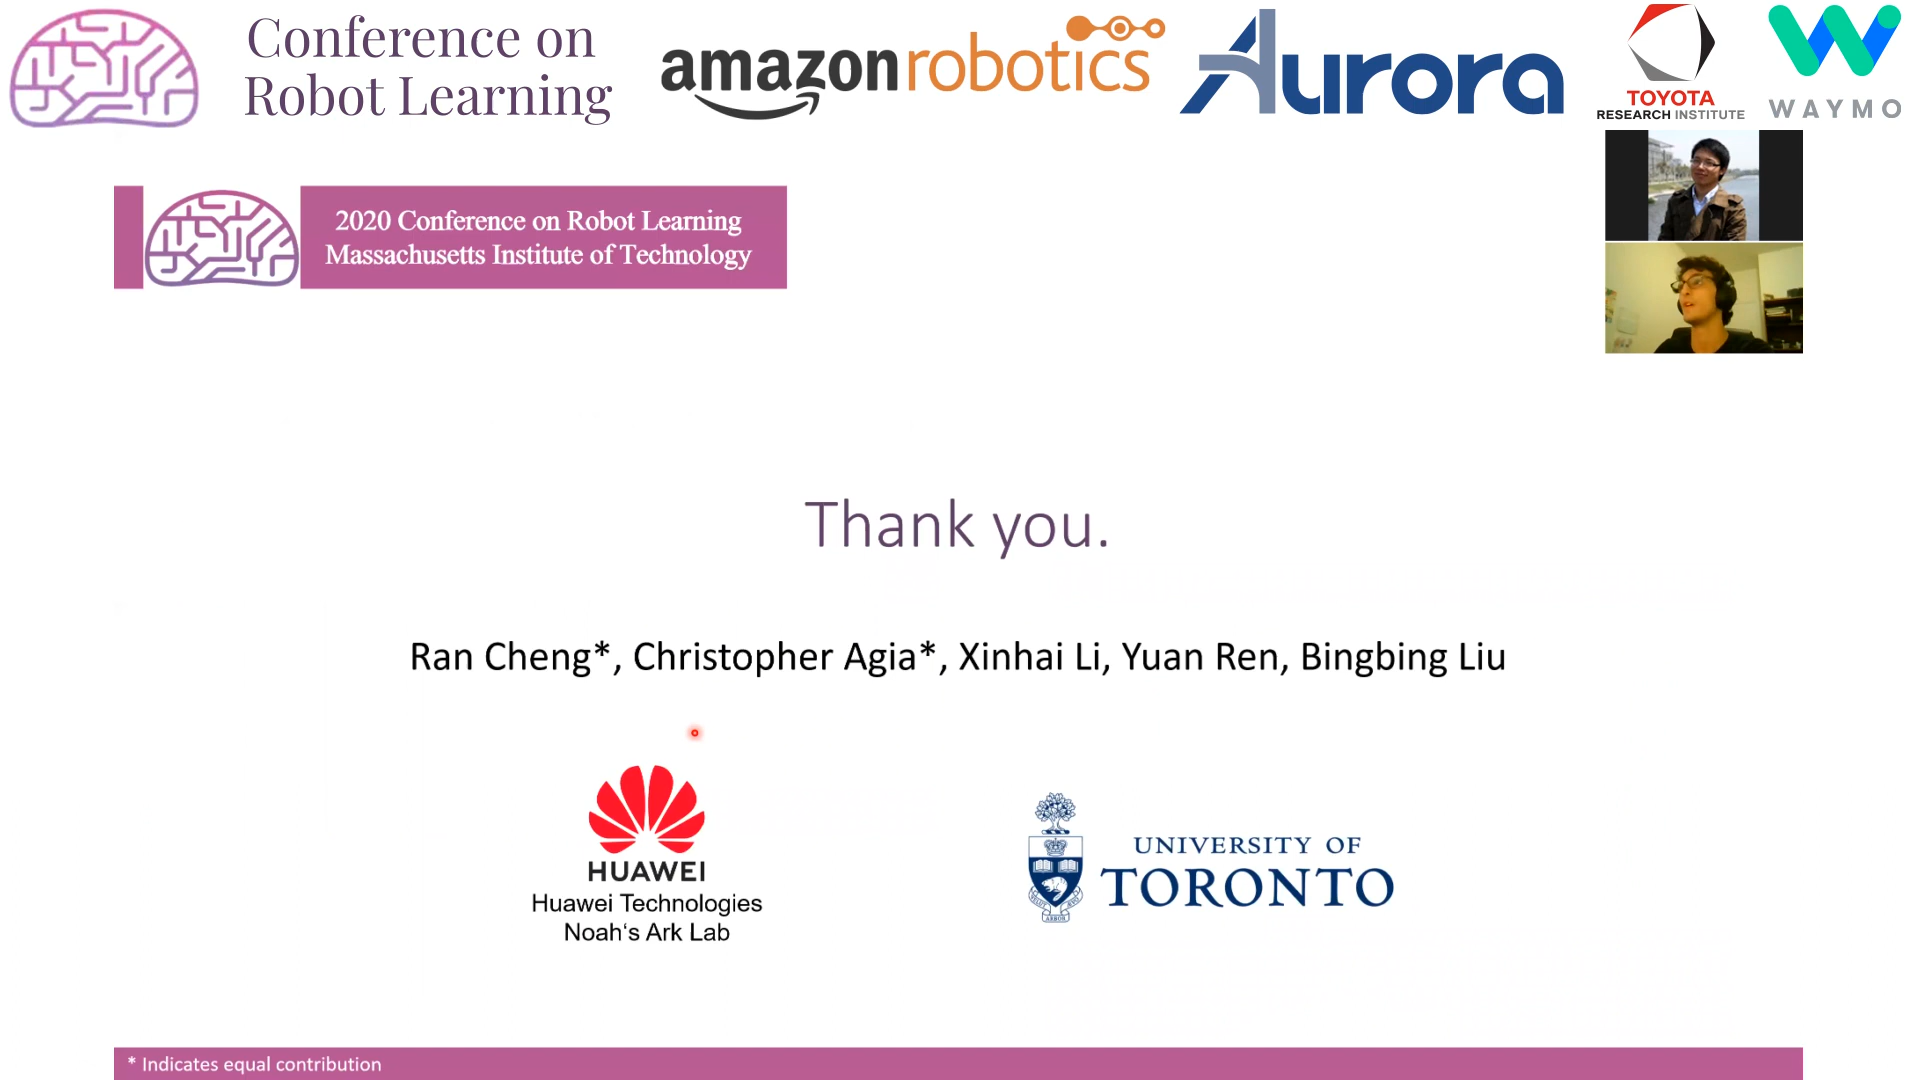 Conference on
Robot Learning
amazon robotics
Aurora
TOYOTA
RESEARCH INSTITUTE
WAYMO
2020 Conference on Robot Learning
Massachusetts Institute of Technology
Thank you.
Ran Cheng*, Christopher Agia*, Xinhai Li, Yuan Ren, Bingbing Liu
HUAWEI
Huawei Technologies
Noah's Ark Lab
UNIVERSITY OF
TORONTO
* Indicates equal contribution